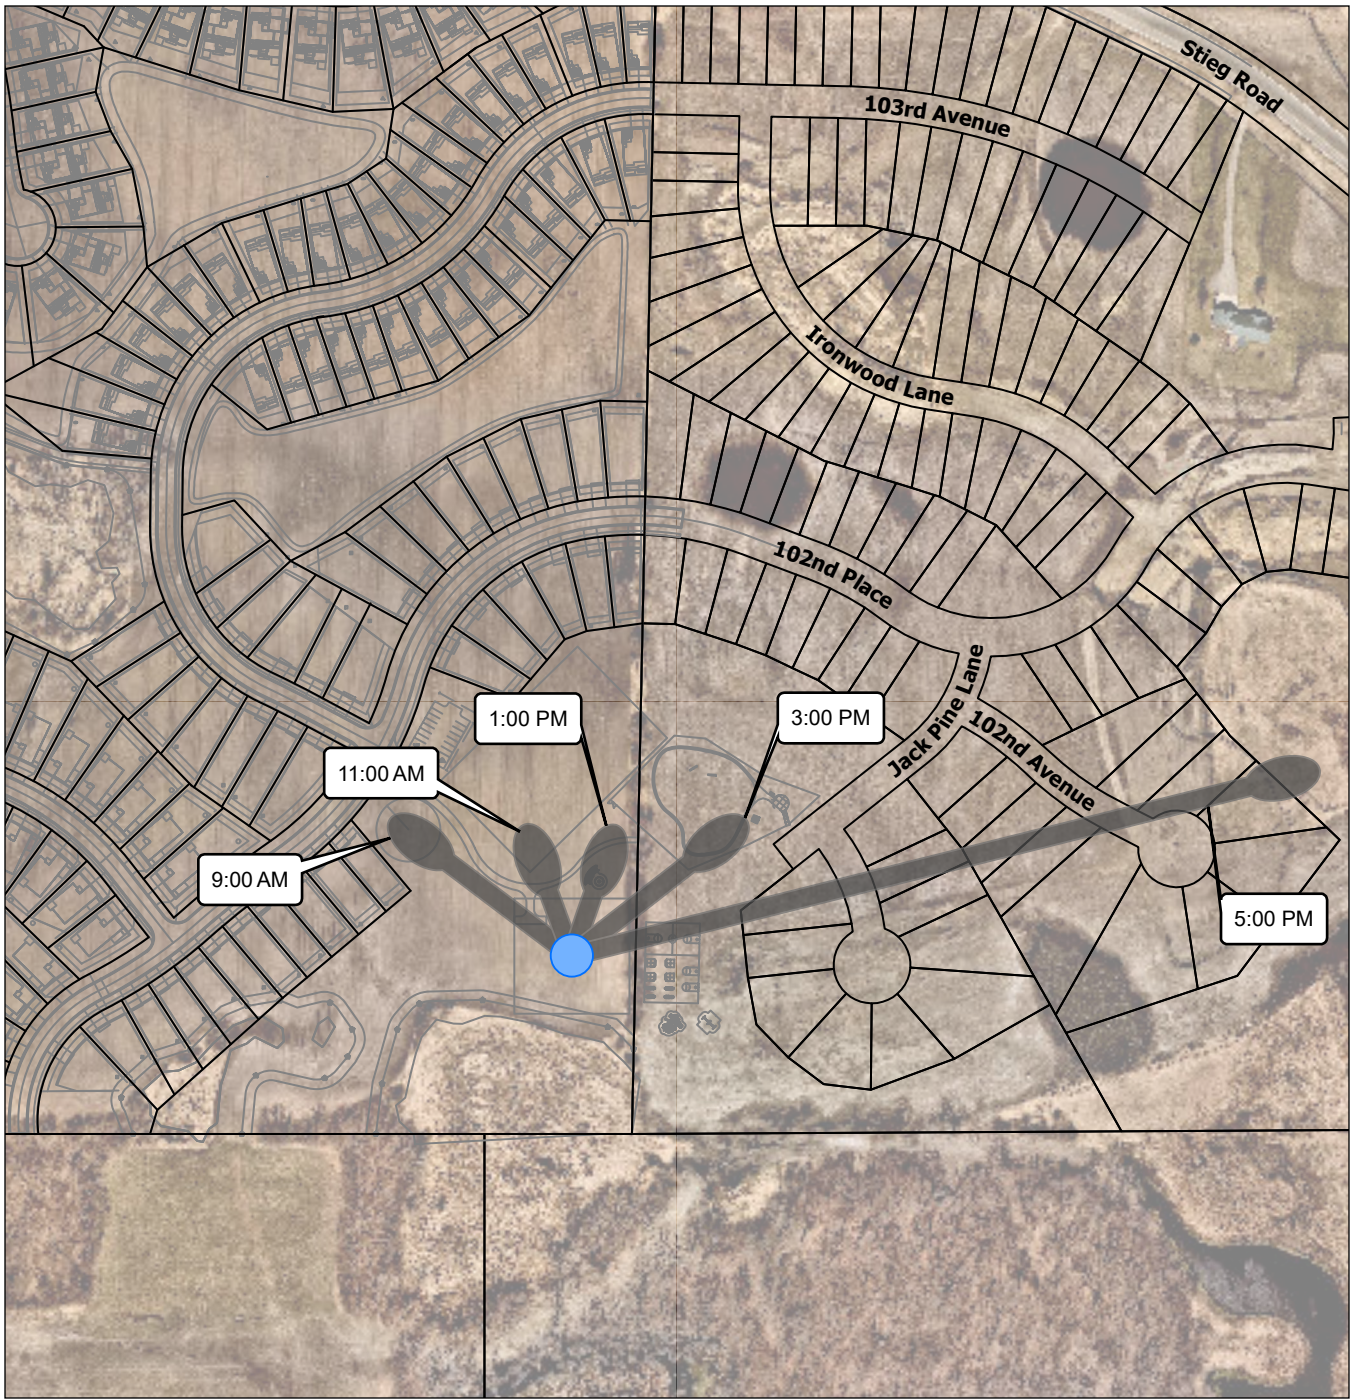 Stieg Road
103rd Avenue
Ironwood Lane
102nd Place
Jack Pine Lane
102nd Avenue
1:00 PM
3:00 PM
11:00 AM
9:00 AM
5:00 PM